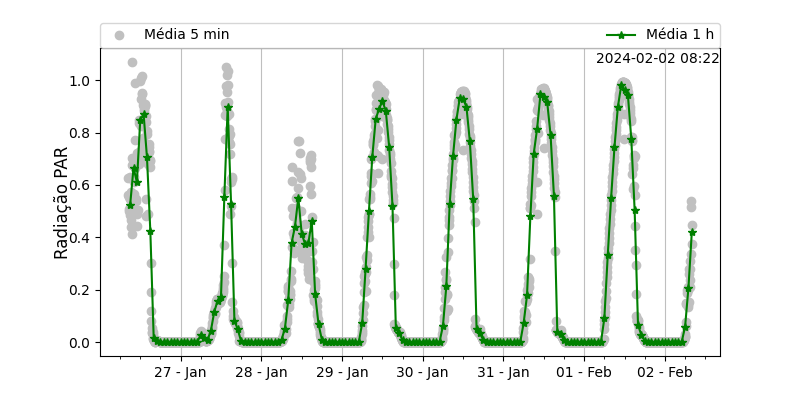 Média 5 min
Média 1 h
2024-02-02 08:22
Radiação PAR
1.0
0.8
0.6
0.4
0.2
0.0
27 - Jan
28 - Jan
29 - Jan
30 - Jan
31 - Jan
01 - Feb
02 - Feb